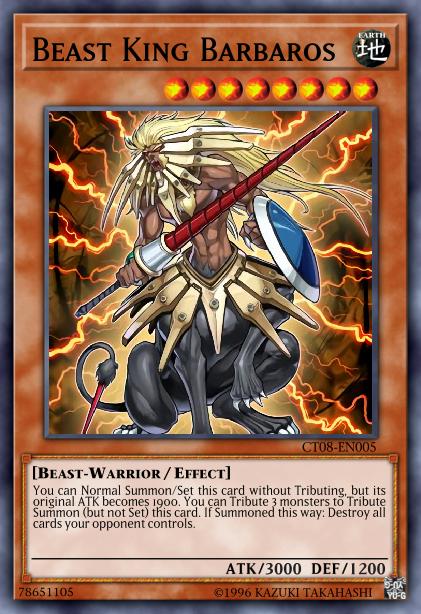 BEAST KING BARBAROS
EARTH
地
CT08-EN005
[BEAST-WARRIOR / EFFECT]
You can Normal Summon/Set this card without Tributing, but its
original ATK becomes 1900. You can Tribute 3 monsters to Tribute
Summon (but not Set) this card. If Summoned this way: Destroy all
cards your opponent controls.
ATK/3000 DEF/1200
78651105
©1996 KAZUKI TAKAHASHI